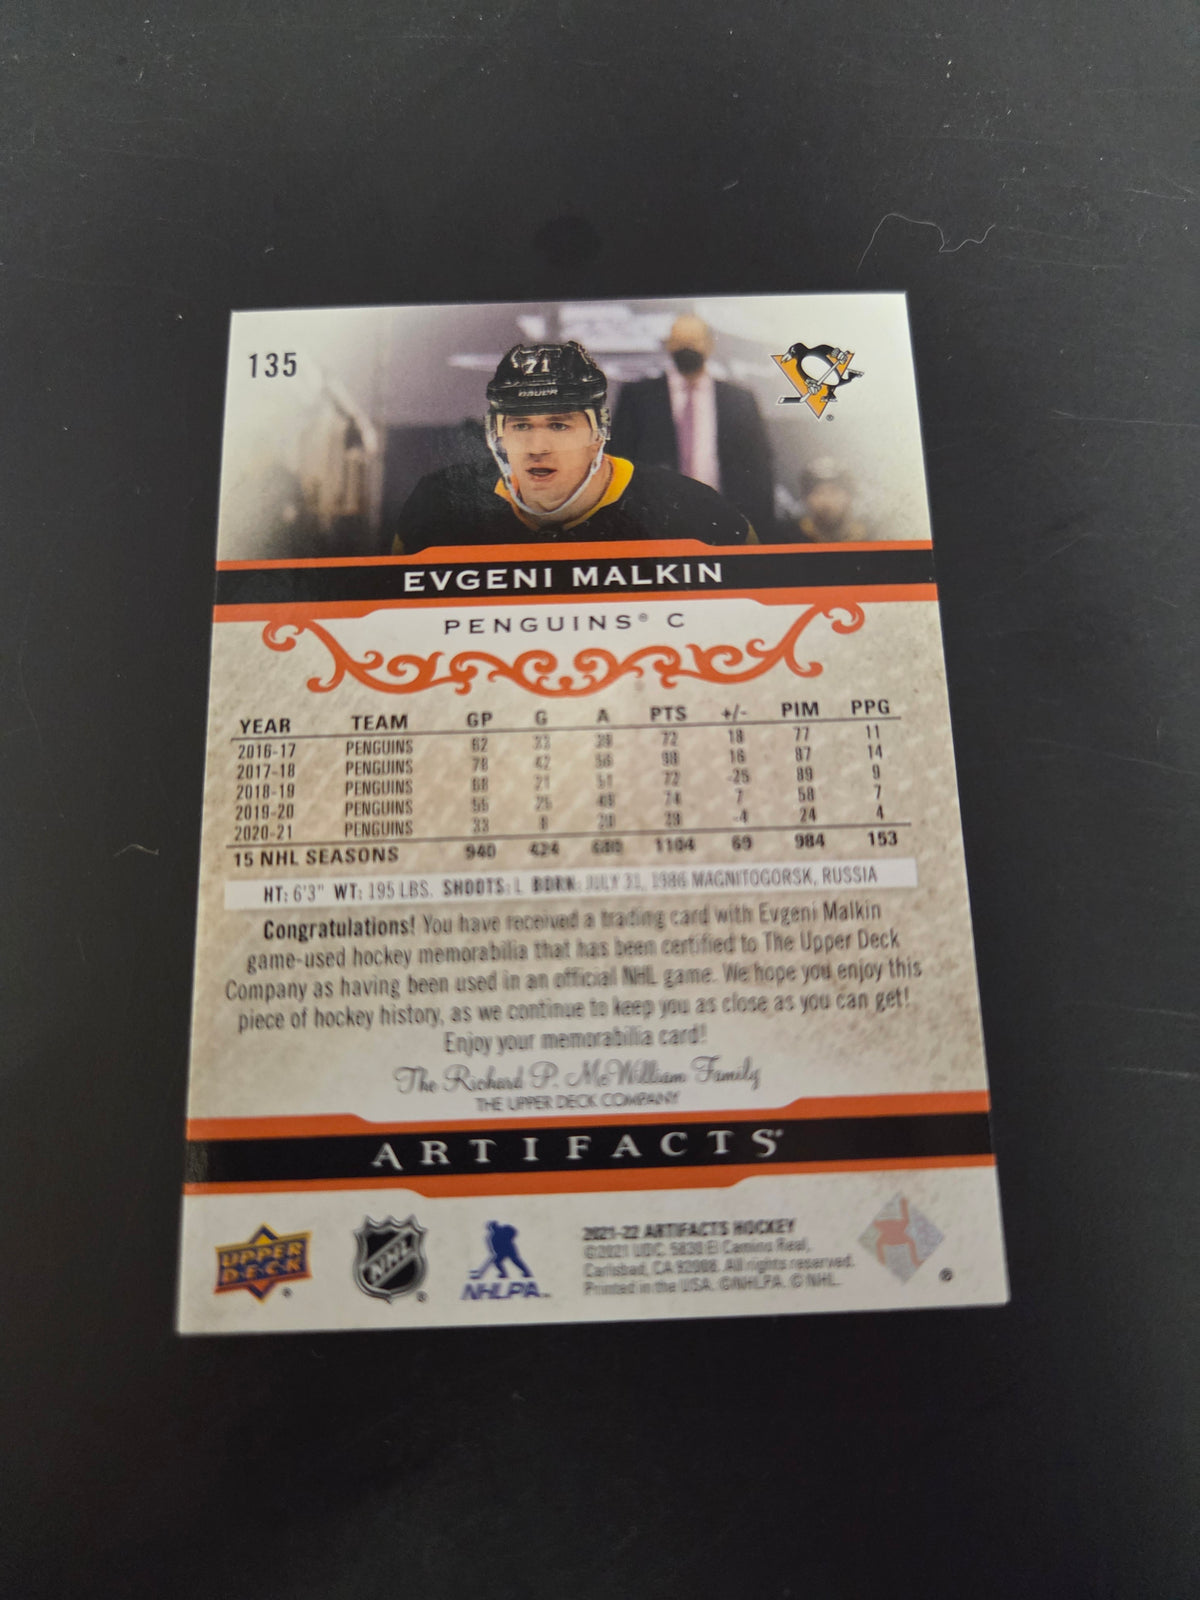 135
71
BAUER
EVGENI MALKIN
PENGUINS® C
YEAR TEAM GP G A PTS +/- PIM PPG
2016-17 PENGUINS 62 33 39 72 18 77 11
2017-18 PENGUINS 78 42 56 98 16 87 14
2018-19 PENGUINS 68 21 51 72 -25 89 9
2019-20 PENGUINS 55 25 49 74 7 58 7
2020-21 PENGUINS 33 8 20 28 -4 24 4
15 NHL SEASONS 940 424 680 1104 69 984 153
HT: 6'3" WT: 195 LBS. SHOOTS: L BORN: JULY 31, 1986 MAGNITOGORSK, RUSSIA
Congratulations! You have received a trading card with Evgeni Malkin
game-used hockey memorabilia that has been certified to The Upper Deck
Company as having been used in an official NHL game. We hope you enjoy this
piece of hockey history, as we continue to keep you as close as you can get!
Enjoy your memorabilia card!
The Richard P. McWilliam Family
THE UPPER DECK COMPANY
ARTIFACTS®
UPPER
DECK
®
NHL
®
NHLPA
2021-22 ARTIFACTS HOCKEY
©2021 UDC. 5830 El Camino Real,
Carlsbad, CA 92008. All rights reserved.
Printed in the USA. ©NHLPA. © NHL.
®